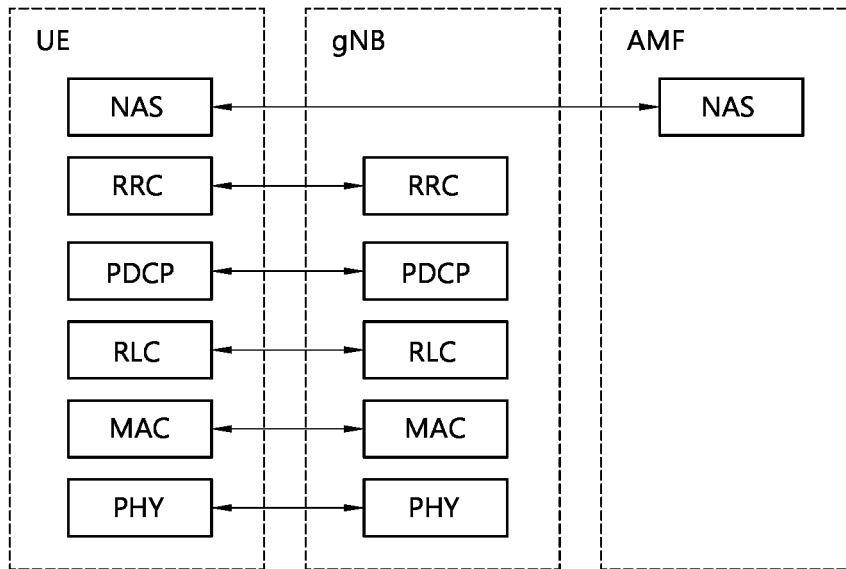 UE gNB AMF
NAS NAS
RRC RRC
PDCP PDCP
RLC RLC
MAC MAC
PHY PHY